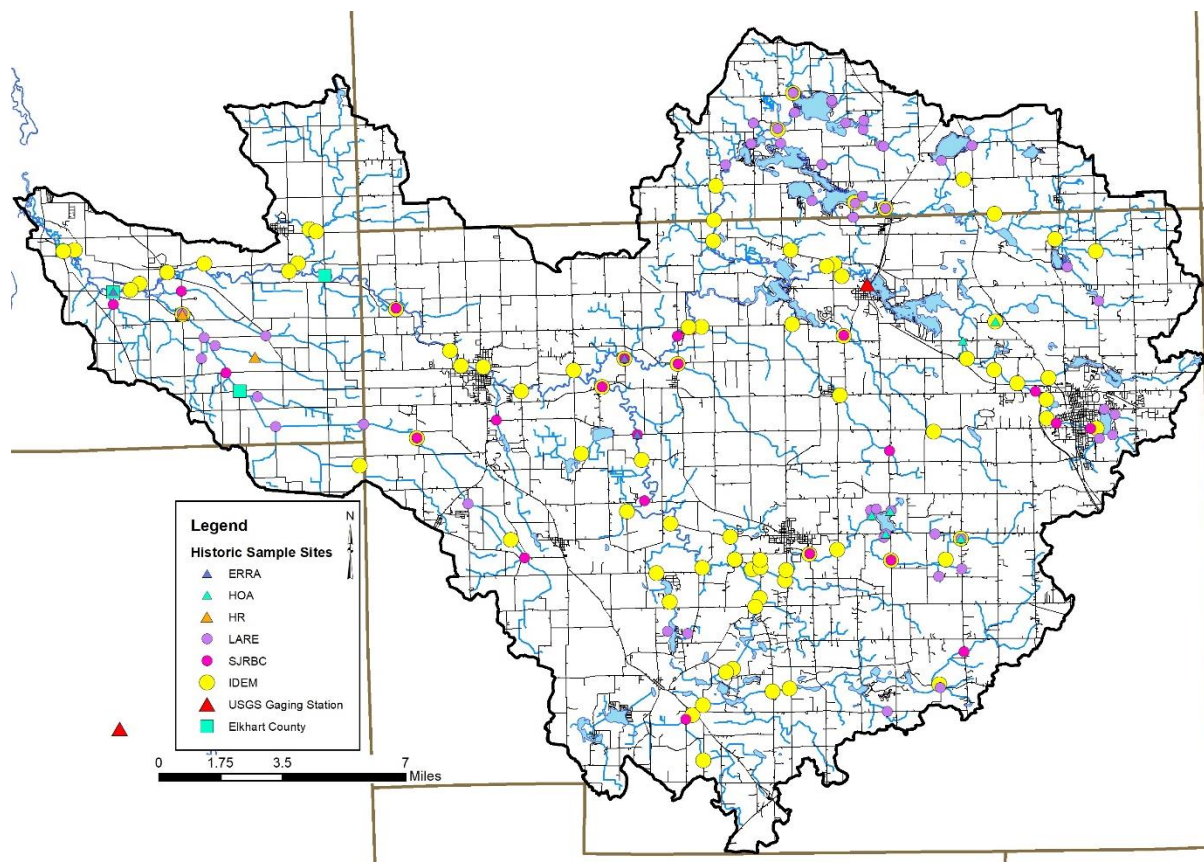 Legend
N
Historic Sample Sites
ERRA
HOA
HR
LARE
SJRBC
IDEM
USGS Gaging Station
Elkhart County
0 1.75 3.5 7
Miles